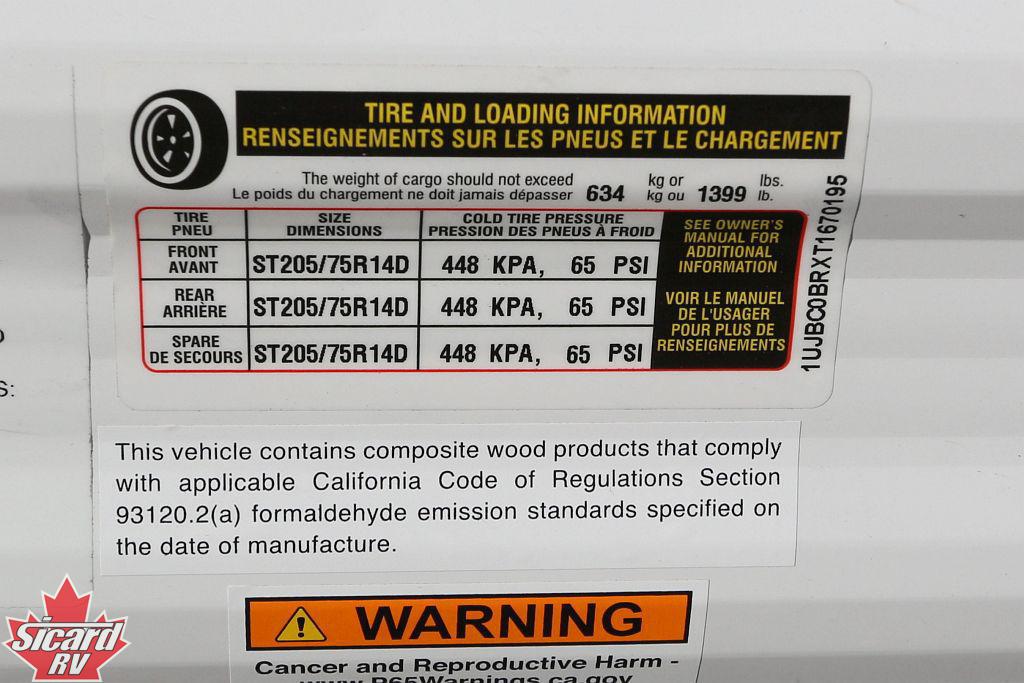 TIRE AND LOADING INFORMATION
RENSEIGNEMENTS SUR LES PNEUS ET LE CHARGEMENT
The weight of cargo should not exceed 634 kg or 1399 lbs.
Le poids du chargement ne doit jamais dépasser kg ou lb.
TIRE SIZE COLD TIRE PRESSURE
PNEU DIMENSIONS PRESSION DES PNEUS À FROID
FRONT
AVANT ST205/75R14D 448 KPA, 65 PSI
REAR
ARRIÈRE ST205/75R14D 448 KPA, 65 PSI
SPARE
DE SECOURS ST205/75R14D 448 KPA, 65 PSI
SEE OWNER'S
MANUAL FOR
ADDITIONAL
INFORMATION
VOIR LE MANUEL
DE L'USAGER
POUR PLUS DE
RENSEIGNEMENTS
1UJBC0BRXT1670195
S:
This vehicle contains composite wood products that comply
with applicable California Code of Regulations Section
93120.2(a) formaldehyde emission standards specified on
the date of manufacture.
WARNING
Cancer and Reproductive Harm -
www.P65Warnings.ca.gov
Sicard
RV